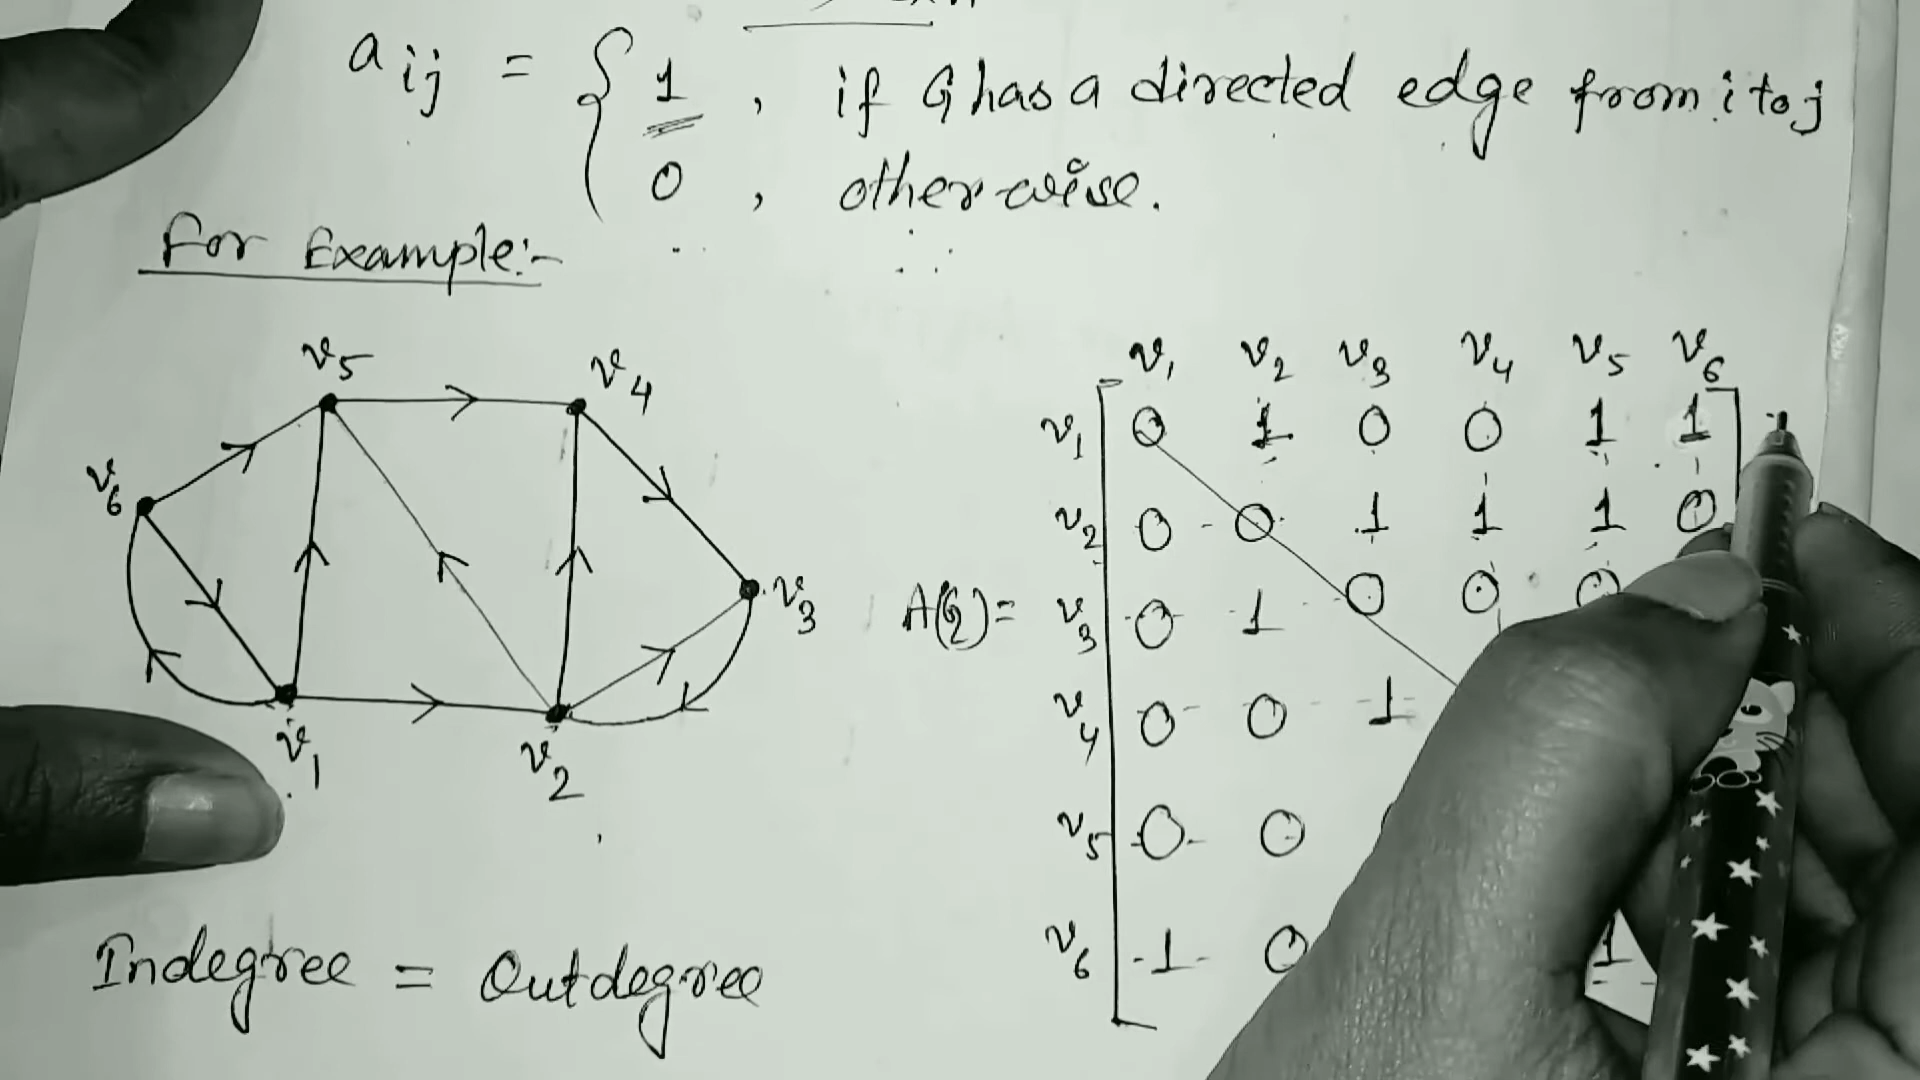 aij = { 1 , if G has a directed edge from i to j
0 , otherwise.
For Example:-
v5
v4
v6
v3
v1
v2
Indegree = Outdegree
v1 v2 v3 v4 v5 v6
v1 0 1 0 0 1 1
v2 0 0 1 1 1 0
A(G)= v3 0 1 0 0 0
v4 0 0 1
v5 0 0
v6 1 0 1